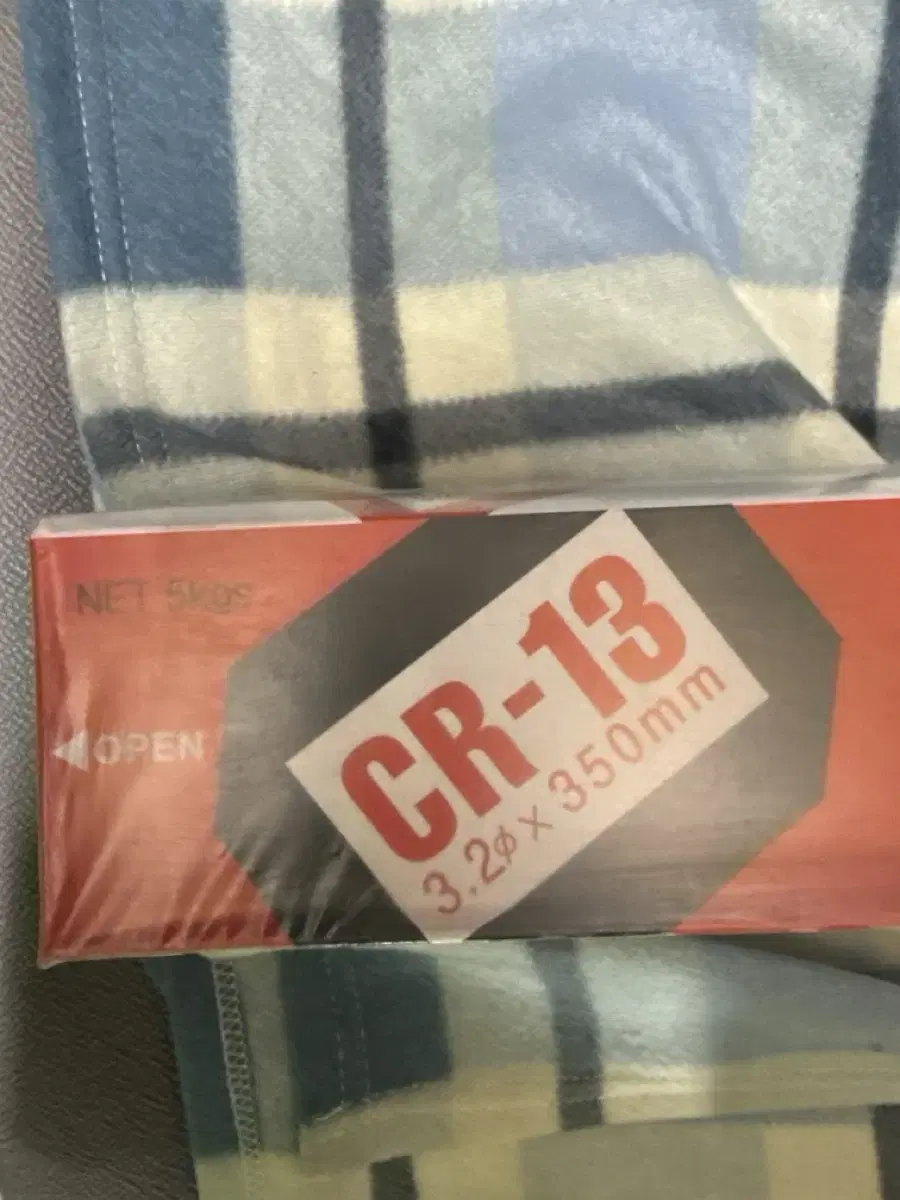 NET 5Kgs
CR-13
3.2φ x 350mm
OPEN